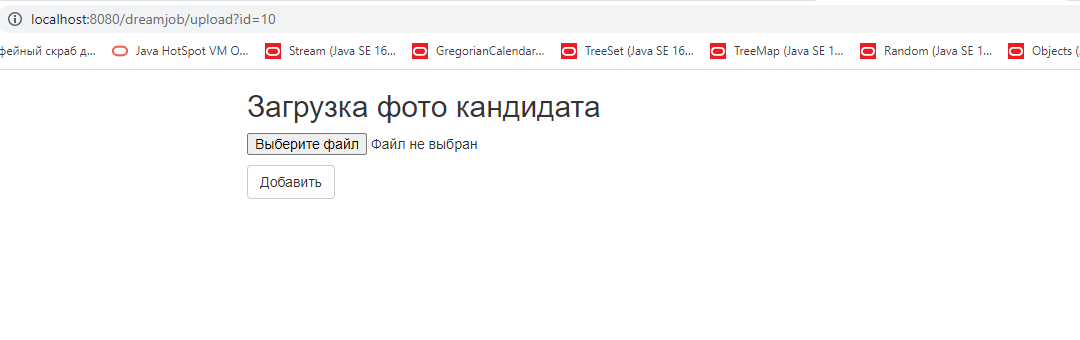 localhost:8080/dreamjob/upload?id=10
фейный скраб д... Java HotSpot VM O... Stream (Java SE 16... GregorianCalendar... TreeSet (Java SE 16... TreeMap (Java SE 1... Random (Java SE 1... Objects (
Загрузка фото кандидата
Выберите файл Файл не выбран
Добавить